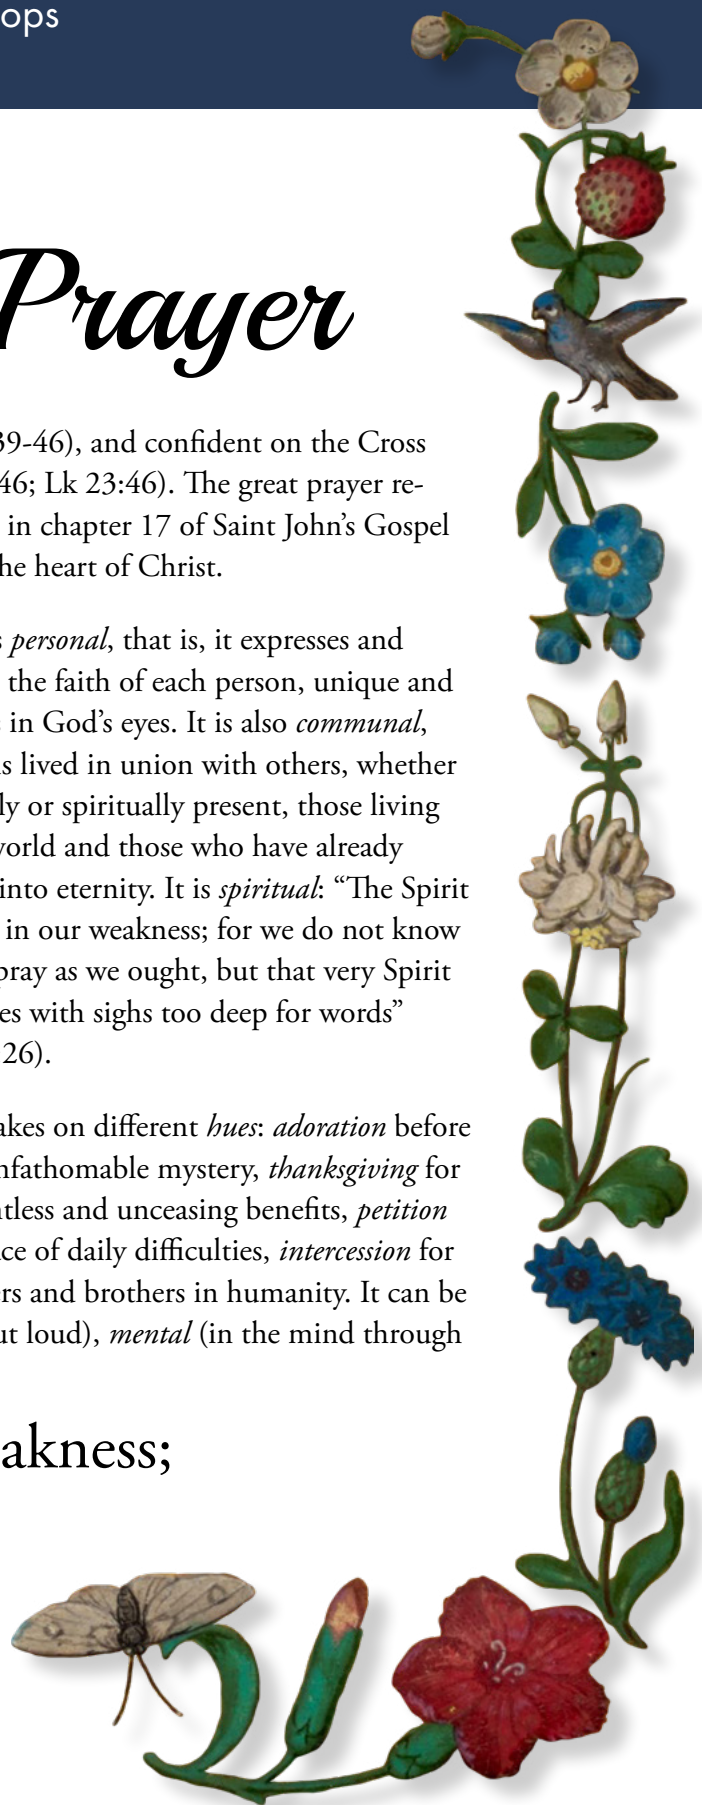 ops
Prayer
39-46), and confident on the Cross
46; Lk 23:46). The great prayer re-
in chapter 17 of Saint John’s Gospel
he heart of Christ.
s personal, that is, it expresses and
the faith of each person, unique and
s in God’s eyes. It is also communal,
is lived in union with others, whether
ly or spiritually present, those living
world and those who have already
into eternity. It is spiritual: “The Spirit
in our weakness; for we do not know
pray as we ought, but that very Spirit
es with sighs too deep for words”
26).
akes on different hues: adoration before
nfathomable mystery, thanksgiving for
ntless and unceasing benefits, petition
ce of daily difficulties, intercession for
ers and brothers in humanity. It can be
ut loud), mental (in the mind through
akness;